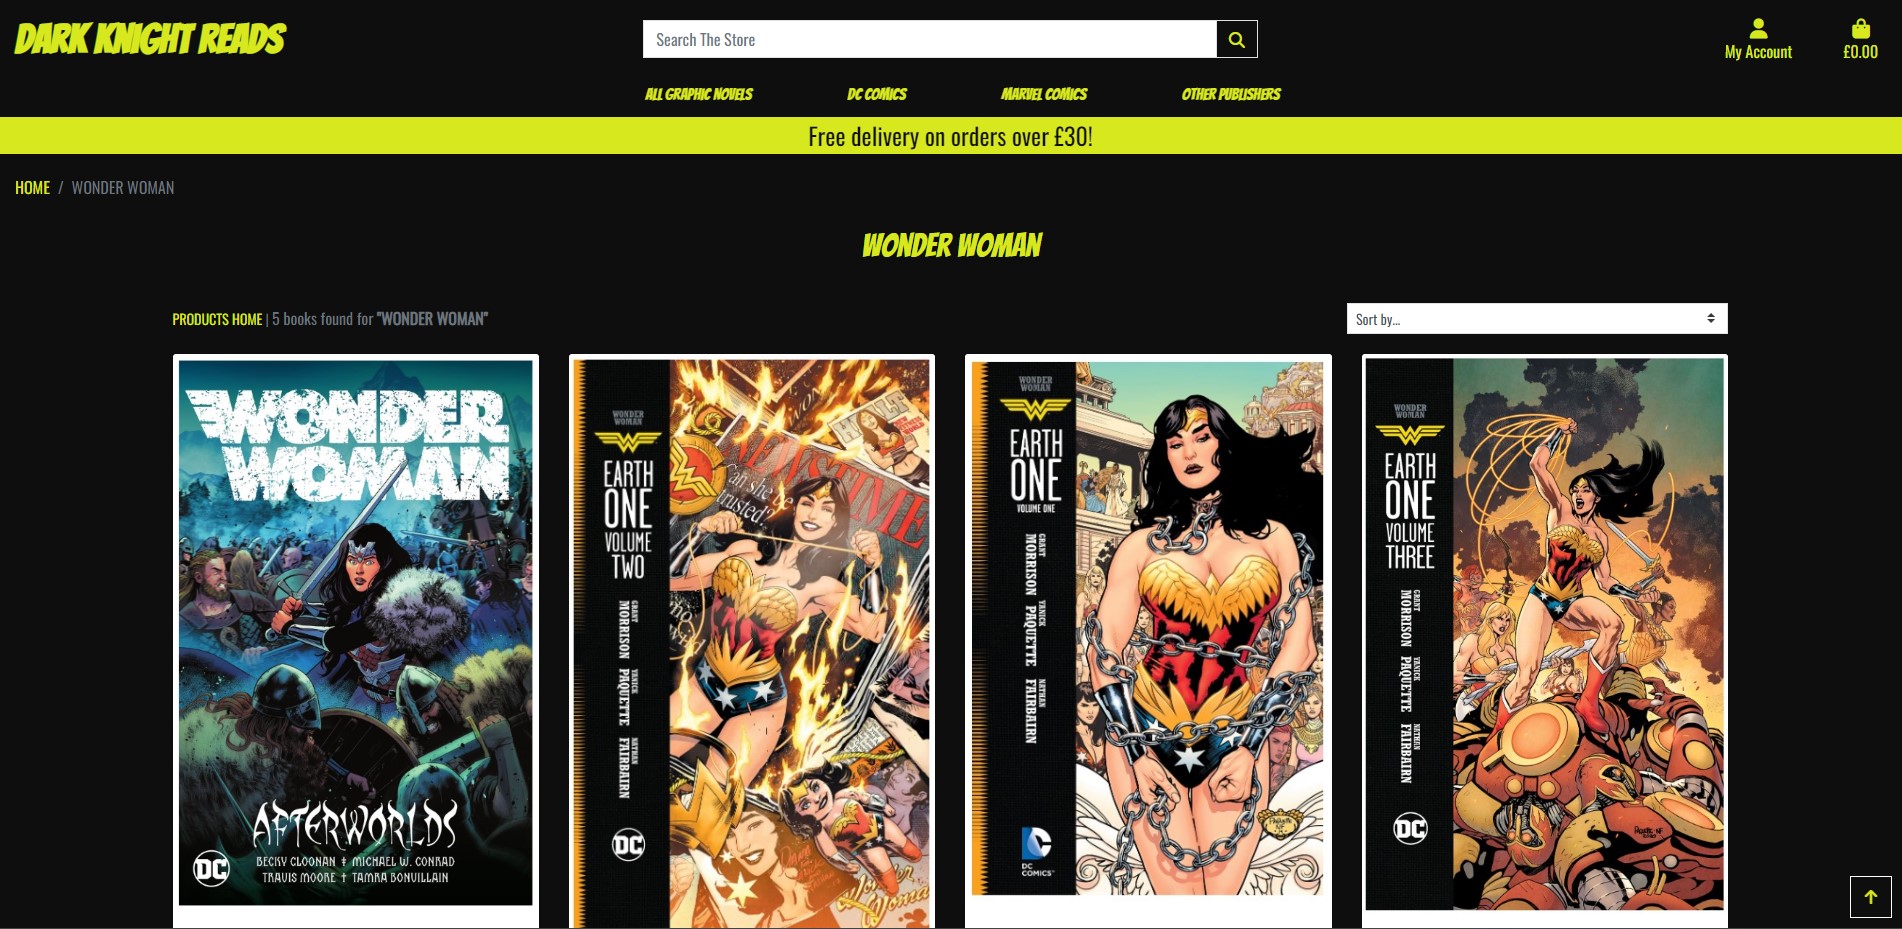 DARK KNIGHT READS
Search The Store
My Account
£0.00
ALL GRAPHIC NOVELS
DC COMICS
MARVEL COMICS
OTHER PUBLISHERS
Free delivery on orders over £30!
HOME / WONDER WOMAN
WONDER WOMAN
PRODUCTS HOME | 5 books found for "WONDER WOMAN"
Sort by...
WONDER
WOMAN
AFTERWORLDS
BECKY CLOONAN † MICHAEL W. CONRAD
TRAVIS MOORE † TAMRA BONVILLAIN
DC
WONDER
WOMAN
EARTH
ONE
VOLUME
TWO
GRANT
MORRISON
YANICK
PAQUETTE
NATHAN
FAIRBAIRN
DC
HALT
NEWSTIME
Can she be
trusted?
WONDER
WOMAN
EARTH
ONE
VOLUME ONE
GRANT
MORRISON
YANICK
PAQUETTE
NATHAN
FAIRBAIRN
DC
COMICS
WONDER
WOMAN
EARTH
ONE
VOLUME
THREE
GRANT
MORRISON
YANICK
PAQUETTE
NATHAN
FAIRBAIRN
DC